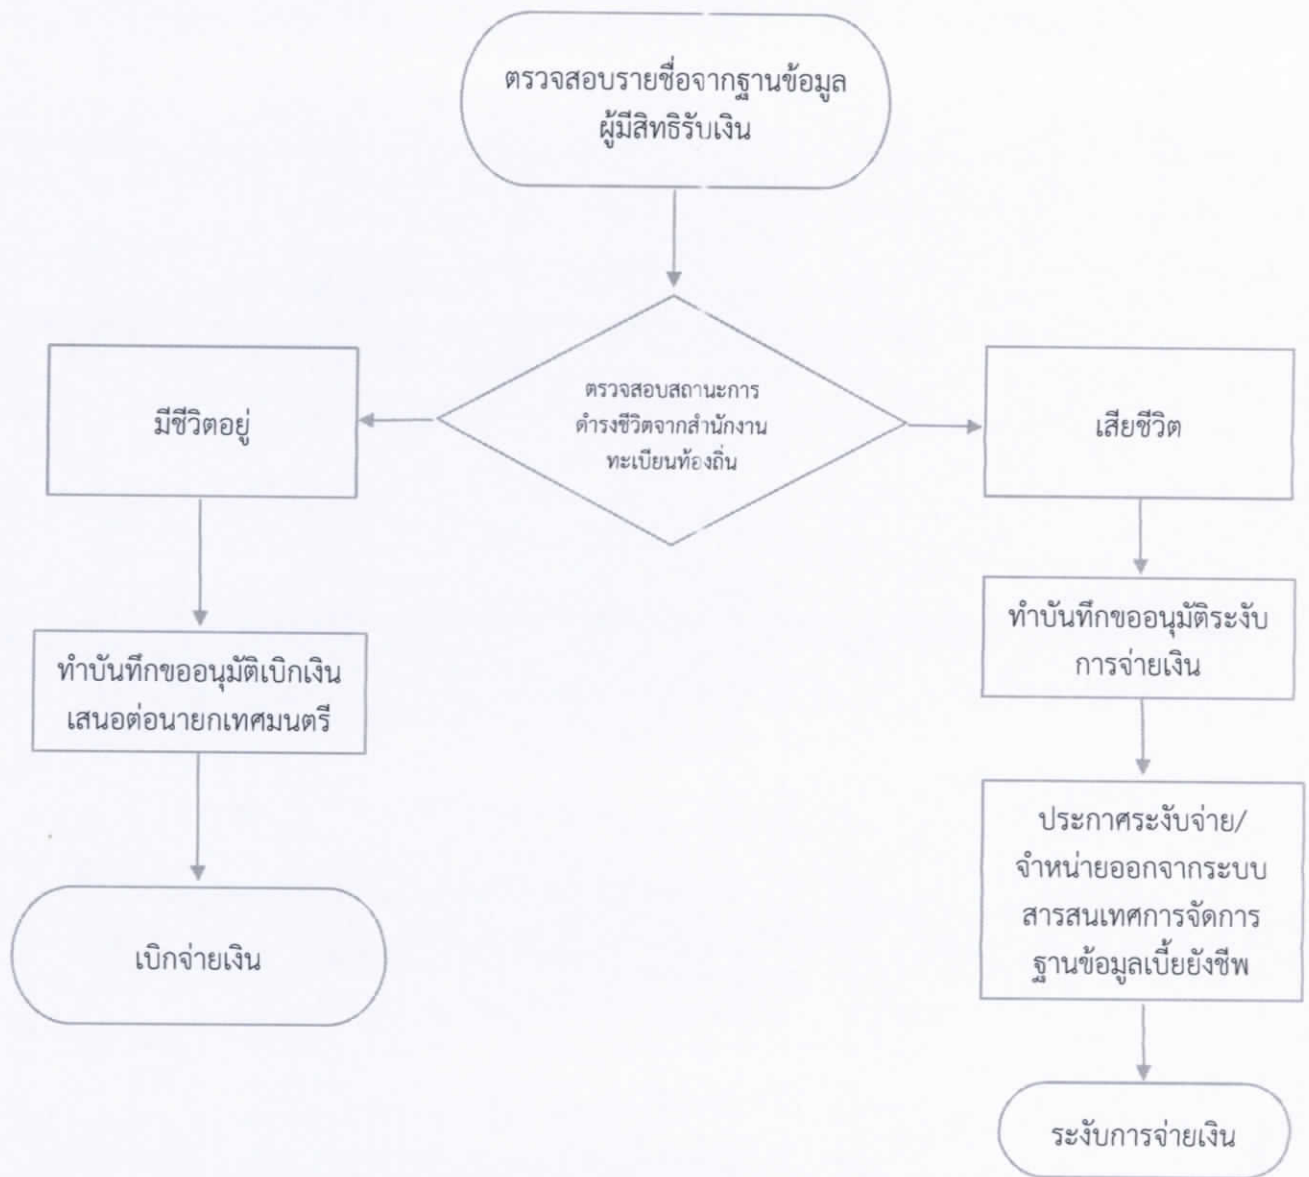 ตรวจสอบรายชื่อจากฐานข้อมูล
ผู้มีสิทธิรับเงิน
ตรวจสอบสถานะการ
ดำรงชีวิตจากสำนักงาน
ทะเบียนท้องถิ่น
มีชีวิตอยู่
เสียชีวิต
ทำบันทึกขออนุมัติเบิกเงิน
เสนอต่อนายกเทศมนตรี
เบิกจ่ายเงิน
ทำบันทึกขออนุมัติระงับ
การจ่ายเงิน
ประกาศระงับจ่าย/
จำหน่ายออกจากระบบ
สารสนเทศการจัดการ
ฐานข้อมูลเบี้ยยังชีพ
ระงับการจ่ายเงิน